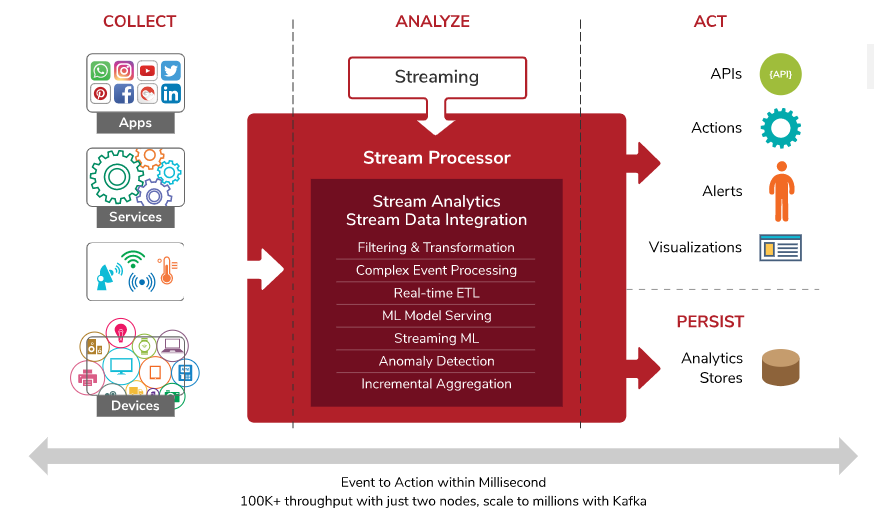 COLLECT
ANALYZE
ACT
Apps
Services
Devices
Streaming
Stream Processor
Stream Analytics
Stream Data Integration
Filtering & Transformation
Complex Event Processing
Real-time ETL
ML Model Serving
Streaming ML
Anomaly Detection
Incremental Aggregation
APIs
{API}
Actions
Alerts
Visualizations
PERSIST
Analytics
Stores
Event to Action within Millisecond
100K+ throughput with just two nodes, scale to millions with Kafka